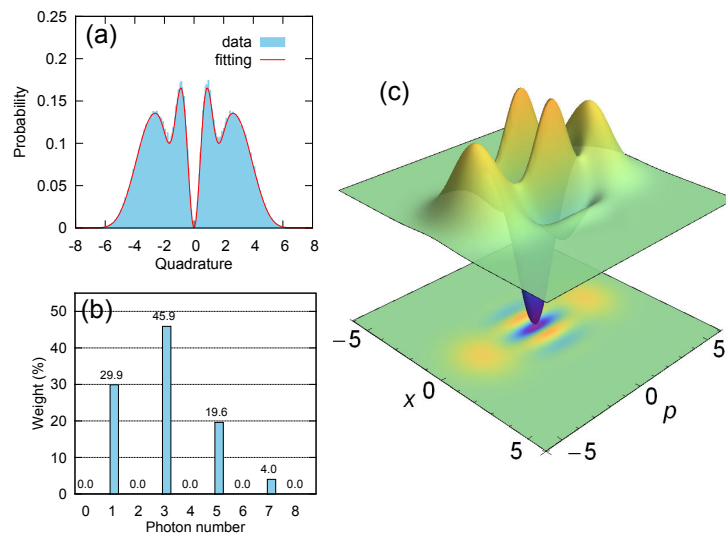 (a)
data
fitting
0.25
0.2
0.15
0.1
0.05
0
Probability
-8 -6 -4 -2 0 2 4 6 8
Quadrature
(b)
50
40
30
20
10
0
Weight (%)
0.0 29.9 0.0 45.9 0.0 19.6 0.0 4.0 0.0
0 1 2 3 4 5 6 7 8
Photon number
(c)
−5 0 5
x
−5 0 5
p